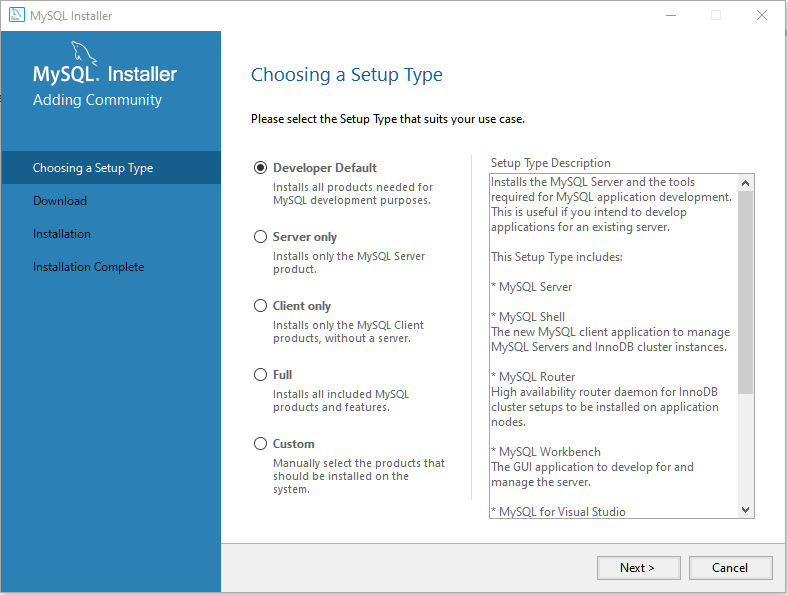 MySQL Installer
MySQL. Installer
Adding Community
Choosing a Setup Type
Download
Installation
Installation Complete
Choosing a Setup Type
Please select the Setup Type that suits your use case.
Developer Default
Installs all products needed for
MySQL development purposes.
Server only
Installs only the MySQL Server
product.
Client only
Installs only the MySQL Client
products, without a server.
Full
Installs all included MySQL
products and features.
Custom
Manually select the products that
should be installed on the
system.
Setup Type Description
Installs the MySQL Server and the tools
required for MySQL application development.
This is useful if you intend to develop
applications for an existing server.
This Setup Type includes:
* MySQL Server
* MySQL Shell
The new MySQL client application to manage
MySQL Servers and InnoDB cluster instances.
* MySQL Router
High availability router daemon for InnoDB
cluster setups to be installed on application
nodes.
* MySQL Workbench
The GUI application to develop for and
manage the server.
* MySQL for Visual Studio
Next >
Cancel